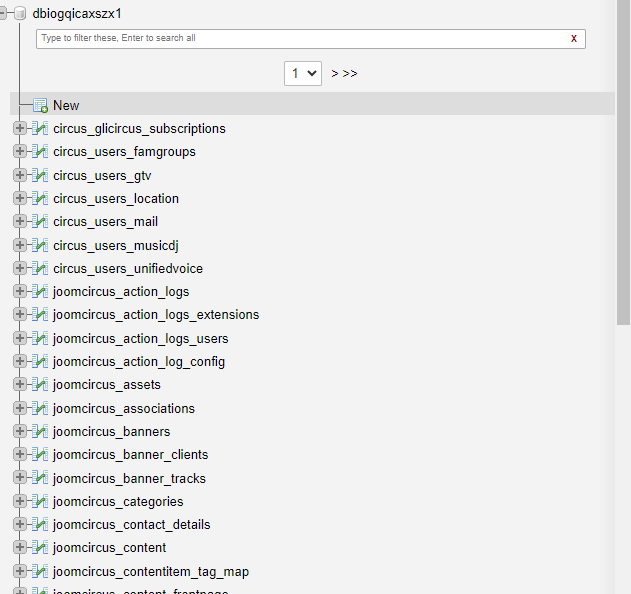 dbiogqicaxszx1
Type to filter these, Enter to search all x
1 > >>
New
circus_glicircus_subscriptions
circus_users_famgroups
circus_users_gtv
circus_users_location
circus_users_mail
circus_users_musicdj
circus_users_unifiedvoice
joomcircus_action_logs
joomcircus_action_logs_extensions
joomcircus_action_logs_users
joomcircus_action_log_config
joomcircus_assets
joomcircus_associations
joomcircus_banners
joomcircus_banner_clients
joomcircus_banner_tracks
joomcircus_categories
joomcircus_contact_details
joomcircus_content
joomcircus_contentitem_tag_map
joomcircus_content_frontpage